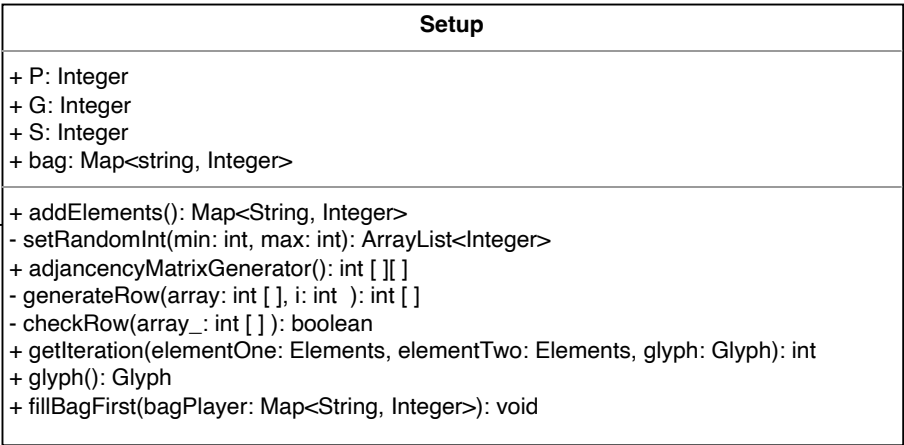 Setup
+ P: Integer
+ G: Integer
+ S: Integer
+ bag: Map<string, Integer>
+ addElements(): Map<String, Integer>
- setRandomInt(min: int, max: int): ArrayList<Integer>
+ adjancencyMatrixGenerator(): int [ ][ ]
- generateRow(array: int [ ], i: int  ): int [ ]
- checkRow(array_: int [ ] ): boolean
+ getIteration(elementOne: Elements, elementTwo: Elements, glyph: Glyph): int
+ glyph(): Glyph
+ fillBagFirst(bagPlayer: Map<String, Integer>): void